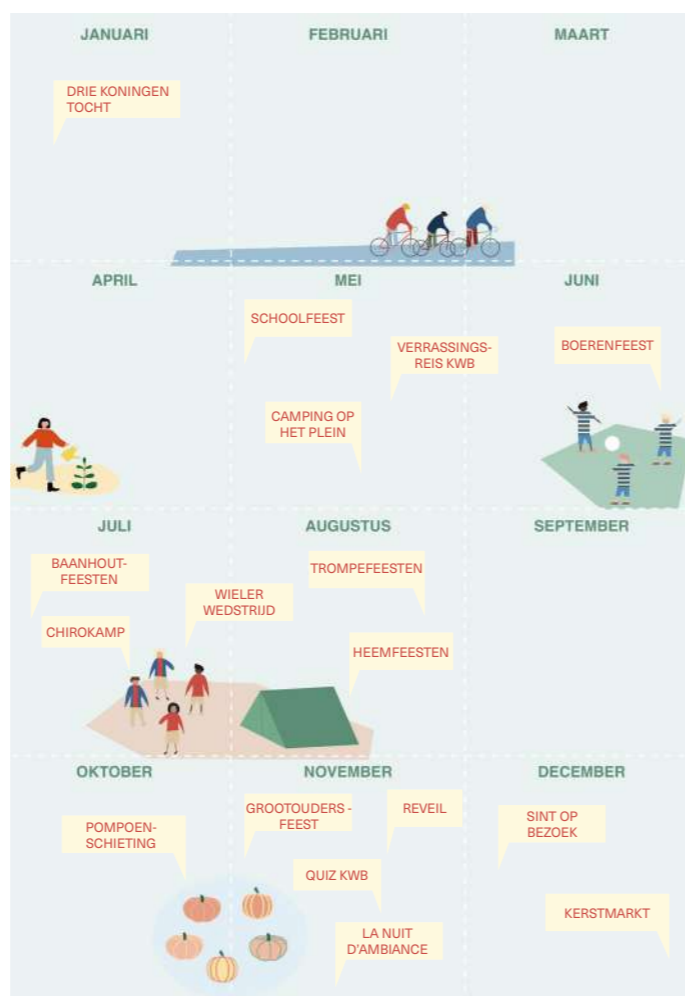 JANUARI
FEBRUARI
MAART
DRIE KONINGEN
TOCHT
APRIL
MEI
JUNI
SCHOOLFEEST
VERRASSINGS-
REIS KWB
BOERENFEEST
CAMPING OP
HET PLEIN
JULI
AUGUSTUS
SEPTEMBER
BAANHOUT-
FEESTEN
TROMPEFEESTEN
WIELER
WEDSTRIJD
CHIROKAMP
HEEMFEESTEN
OKTOBER
NOVEMBER
DECEMBER
POMPOEN-
SCHIETING
GROOTOUDERS -
FEEST
REVEIL
SINT OP
BEZOEK
QUIZ KWB
KERSTMARKT
LA NUIT
D'AMBIANCE